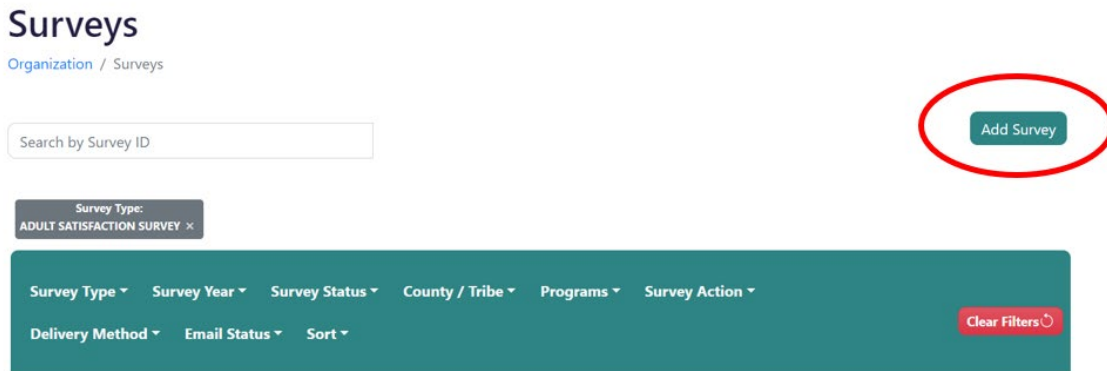 Surveys
Organization / Surveys
Search by Survey ID
Add Survey
Survey Type:
ADULT SATISFACTION SURVEY ×
Survey Type Survey Year Survey Status County / Tribe Programs Survey Action
Delivery Method Email Status Sort
Clear Filters